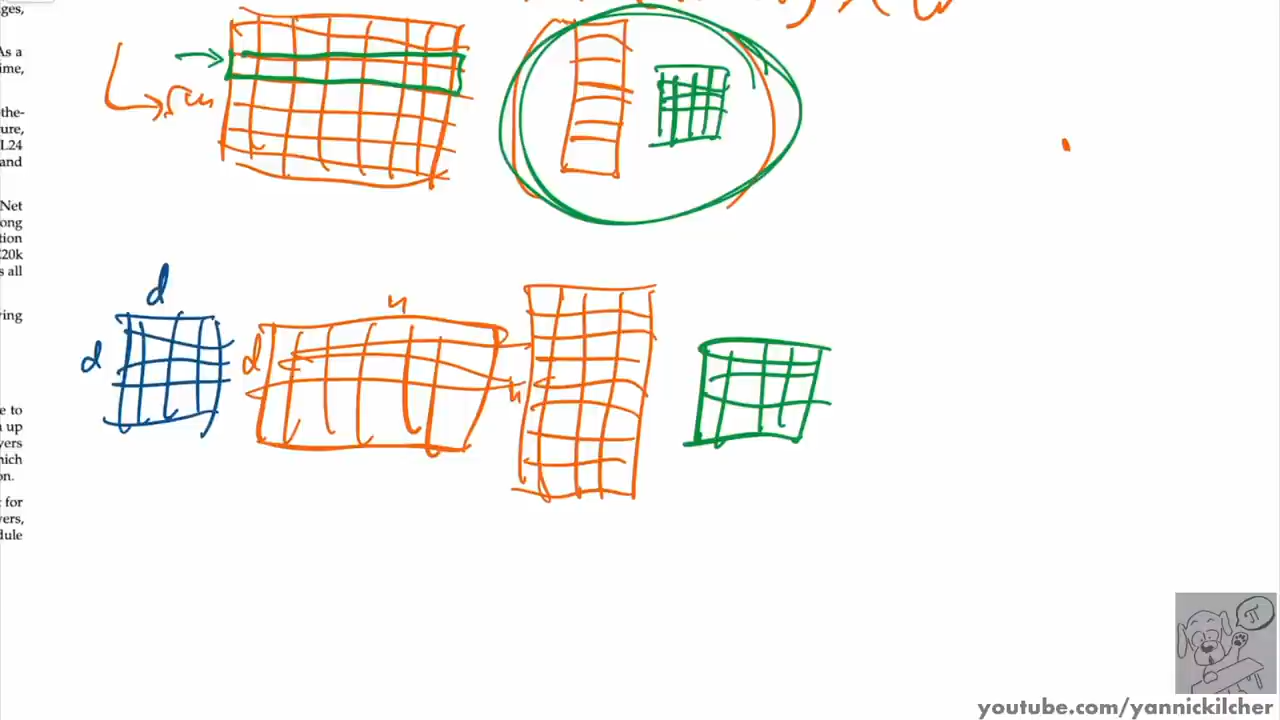 ges,
As a
ime,
the-
ure,
L24
and
Net
ong
tion
20k
s all
ving
e to
n up
yers
hich
on.
t for
yers,
dule
d
n
d
d
n
π
youtube.com/yannickilcher